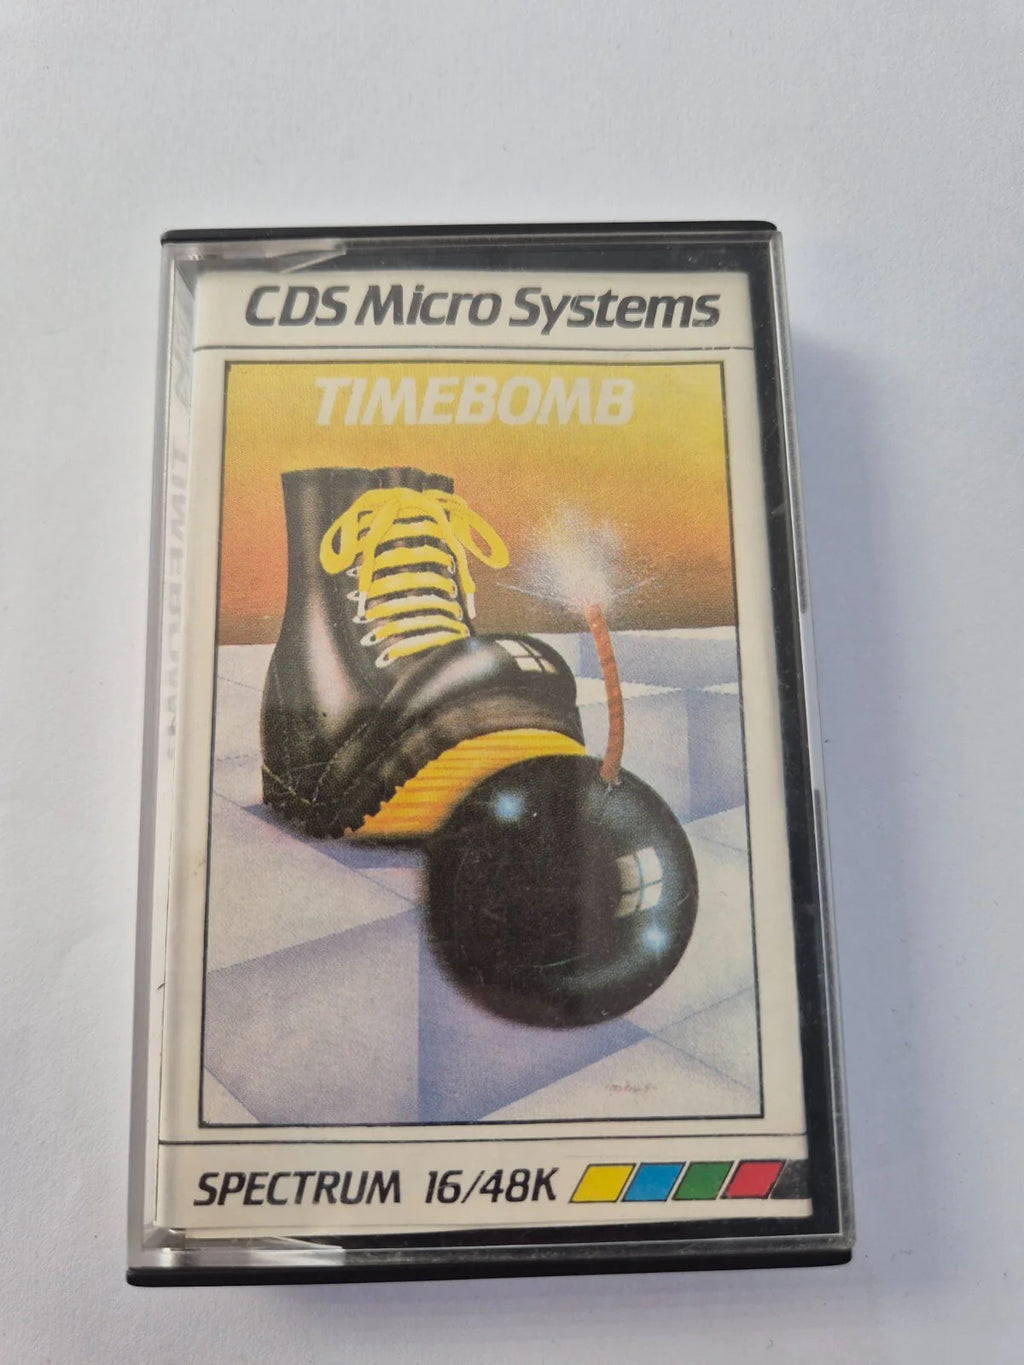 CDS Micro Systems
TIMEBOMB
SPECTRUM 16/48K